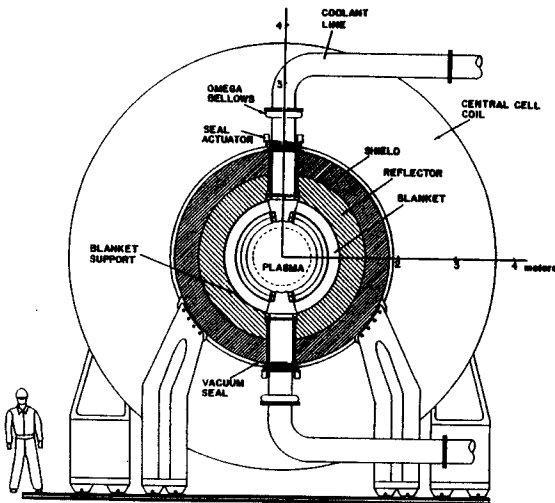 COOLANT
LINE
4
3
OMEGA
BELLOWS
SEAL
ACTUATOR
CENTRAL CELL
COIL
SHIELD
REFLECTOR
BLANKET
BLANKET
SUPPORT
PLASMA
2
3
4
meters
VACUUM
SEAL